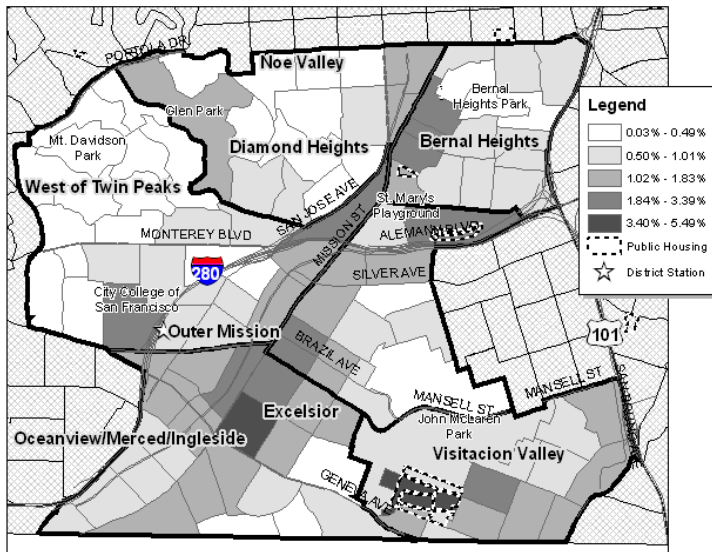 PORTOLA DR
Noe Valley
Glen Park
Bernal
Heights Park
Mt. Davidson
Park
Diamond Heights
Bernal Heights
West of Twin Peaks
St. Mary's
Playground
SAN JOSE AVE
MISSION ST
MONTEREY BLVD
ALEMANY BLVD
280
SILVER AVE
City College of
San Francisco
Outer Mission
BRAZIL AVE
101
MANSELL ST
MANSELL ST
Excelsior
John McLaren
Park
Oceanview/Merced/Ingleside
Visitacion Valley
GENEVA AVE
Legend
0.03% - 0.49%
0.50% - 1.01%
1.02% - 1.83%
1.84% - 3.39%
3.40% - 5.49%
Public Housing
District Station